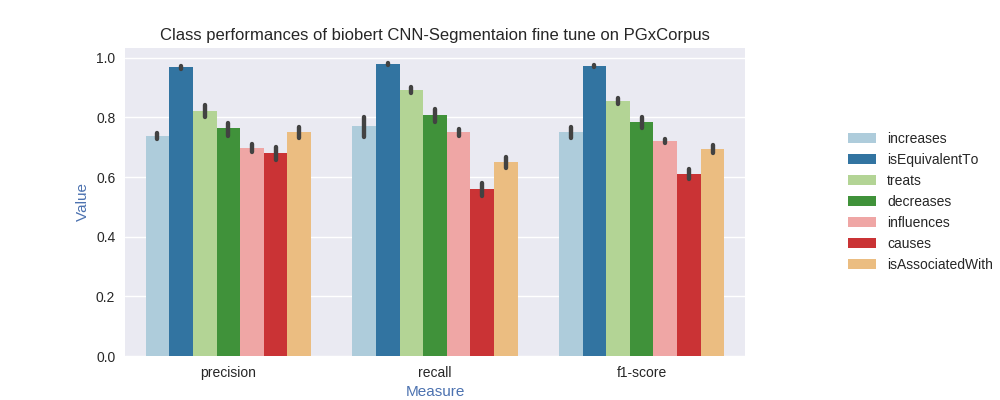 Class performances of biobert CNN-Segmentaion fine tune on PGxCorpus
1.0
0.8
0.6
0.4
0.2
0.0
Value
precision
recall
f1-score
Measure
increases
isEquivalentTo
treats
decreases
influences
causes
isAssociatedWith